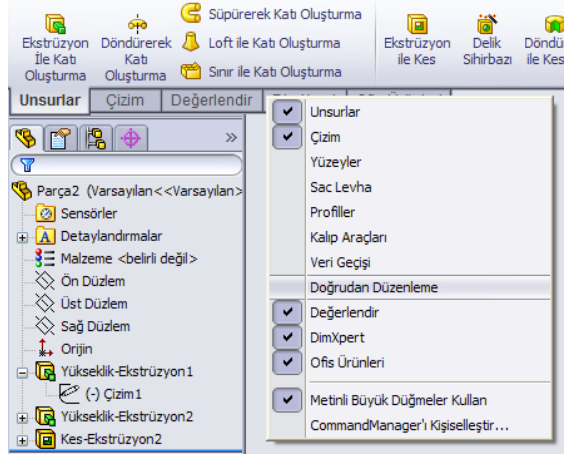 Ekstrüzyon İle Katı Oluşturma
Döndürerek Katı Oluşturma
Süpürerek Katı Oluşturma
Loft ile Katı Oluşturma
Sınır ile Katı Oluşturma
Ekstrüzyon ile Kes
Delik Sihirbazı
Unsurlar
Çizim
Değerlendir
Parça2 (Varsayılan<<Varsayılan>
Sensörler
Detaylandırmalar
Malzeme <belirli değil>
Ön Düzlem
Üst Düzlem
Sağ Düzlem
Orijin
Yükseklik-Ekstrüzyon1
(-) Çizim1
Yükseklik-Ekstrüzyon2
Kes-Ekstrüzyon2
Unsurlar
Çizim
Yüzeyler
Sac Levha
Profiller
Kalıp Araçları
Veri Geçişi
Doğrudan Düzenleme
Değerlendir
DimXpert
Ofis Ürünleri
Metinli Büyük Düğmeler Kullan
CommandManager'ı Kişiselleştir...